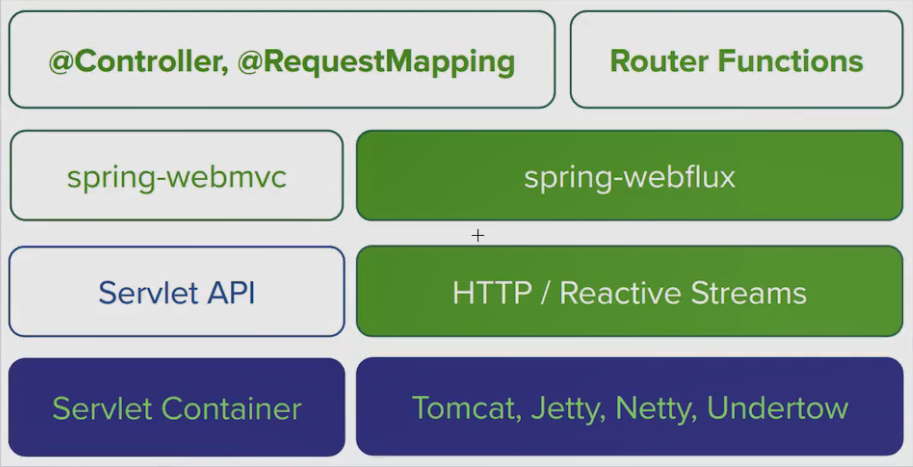 @Controller, @RequestMapping
Router Functions
spring-webmvc
spring-webflux
Servlet API
HTTP / Reactive Streams
Servlet Container
Tomcat, Jetty, Netty, Undertow